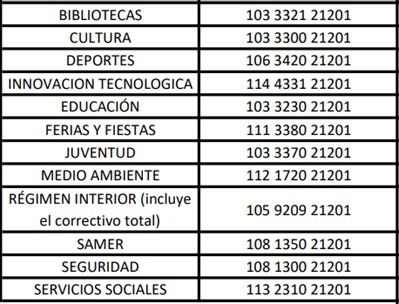 BIBLIOTECAS 103 3321 21201
CULTURA 103 3300 21201
DEPORTES 106 3420 21201
INNOVACION TECNOLOGICA 114 4331 21201
EDUCACIÓN 103 3230 21201
FERIAS Y FIESTAS 111 3380 21201
JUVENTUD 103 3370 21201
MEDIO AMBIENTE 112 1720 21201
RÉGIMEN INTERIOR (incluye
el correctivo total) 105 9209 21201
SAMER 108 1350 21201
SEGURIDAD 108 1300 21201
SERVICIOS SOCIALES 113 2310 21201